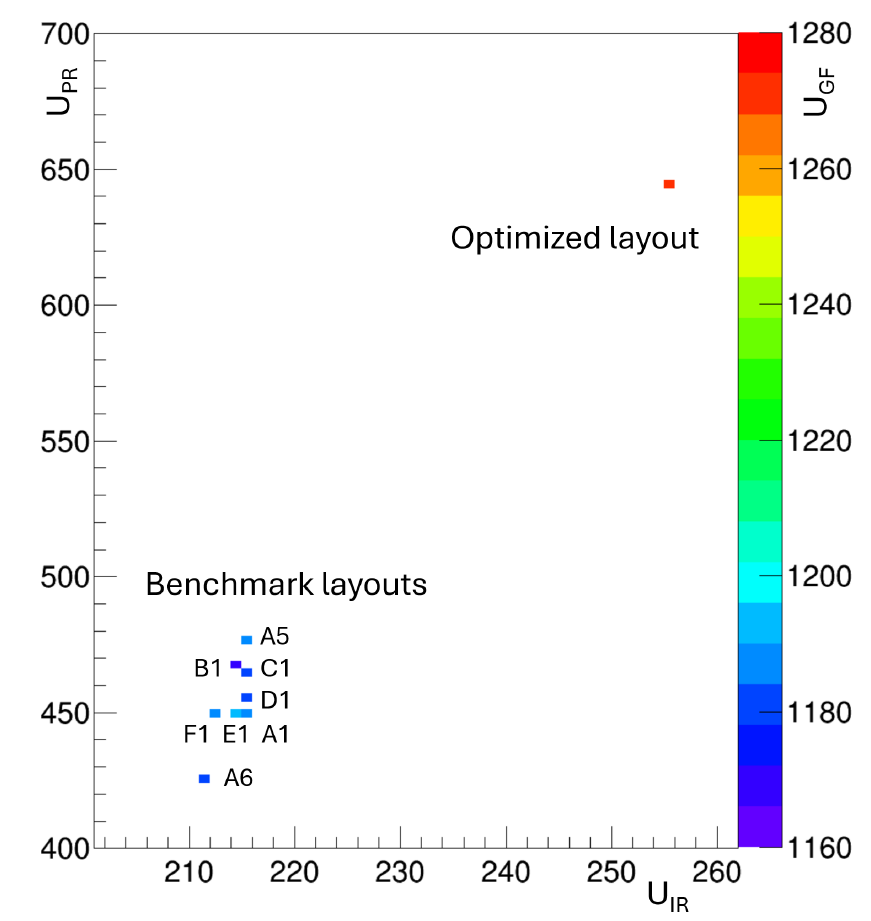 700
1280
U_PR
U_GF
650
1260
Optimized layout
600
1240
550
1220
500
1200
Benchmark layouts
A5
B1 C1
D1
450
1180
F1 E1 A1
A6
400
1160
210 220 230 240 250 260
U_IR